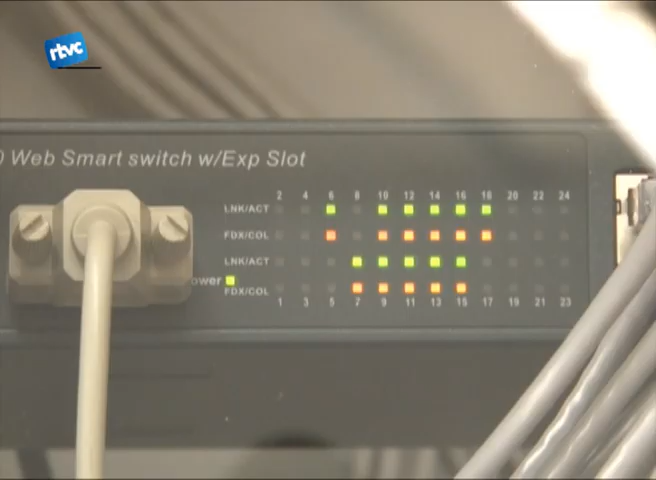 rtvc
) Web Smart switch w/Exp Slot
2 4 6 8 10 12 14 16 18 20 22 24
LNK/ACT
FDX/COL
LNK/ACT
ower
FDX/COL
1 3 5 7 9 11 13 15 17 19 21 23